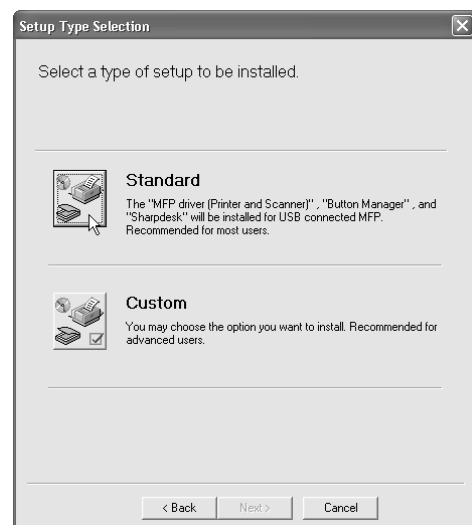 Setup Type Selection
Select a type of setup to be installed.
Standard
The "MFP driver (Printer and Scanner)" , "Button Manager" , and
"Sharpdesk" will be installed for USB connected MFP.
Recommended for most users.
Custom
You may choose the option you want to install. Recommended for
advanced users.
< Back Next > Cancel